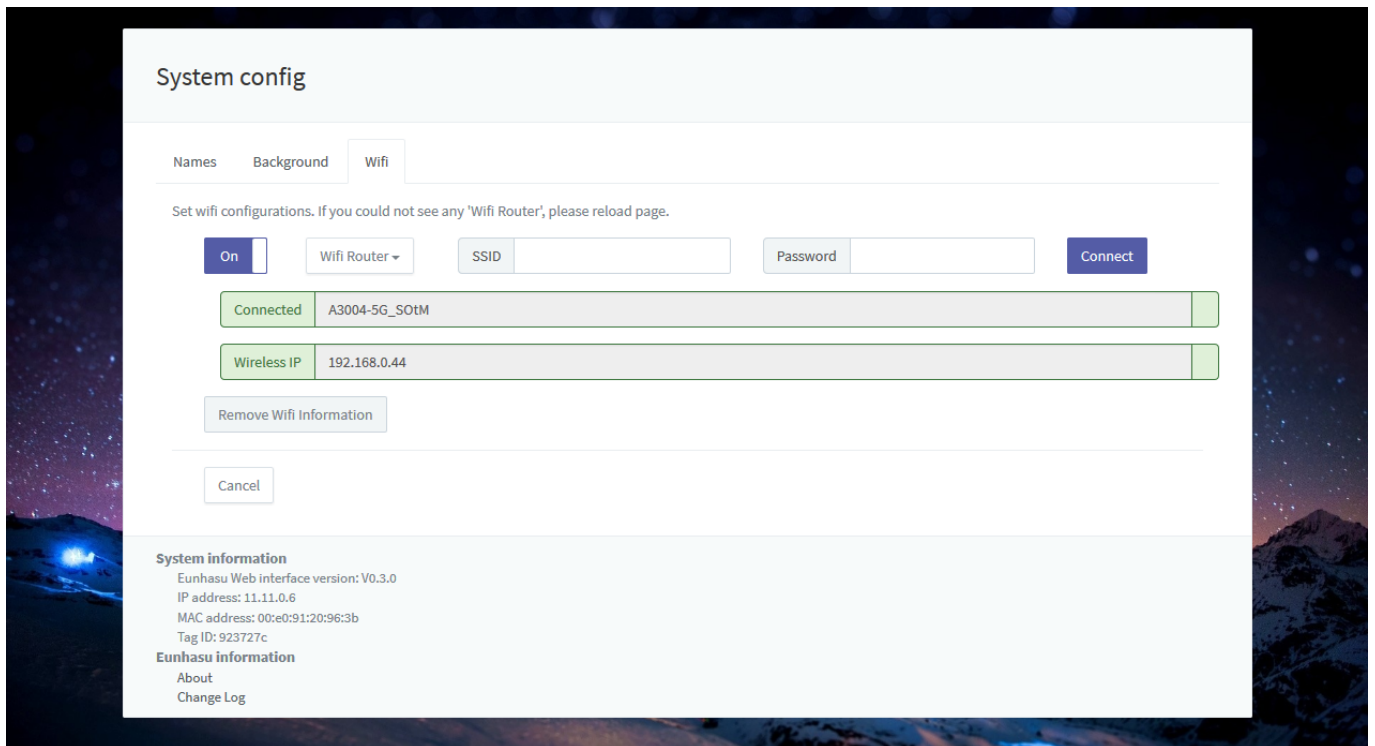 System config
Names Background Wifi
Set wifi configurations. If you could not see any 'Wifi Router', please reload page.
On Wifi Router SSID Password Connect
Connected A3004-5G_SOtM
Wireless IP 192.168.0.44
Remove Wifi Information
Cancel
System information
Eunhasu Web interface version: V0.3.0
IP address: 11.11.0.6
MAC address: 00:e0:91:20:96:3b
Tag ID: 923727c
Eunhasu information
About
Change Log